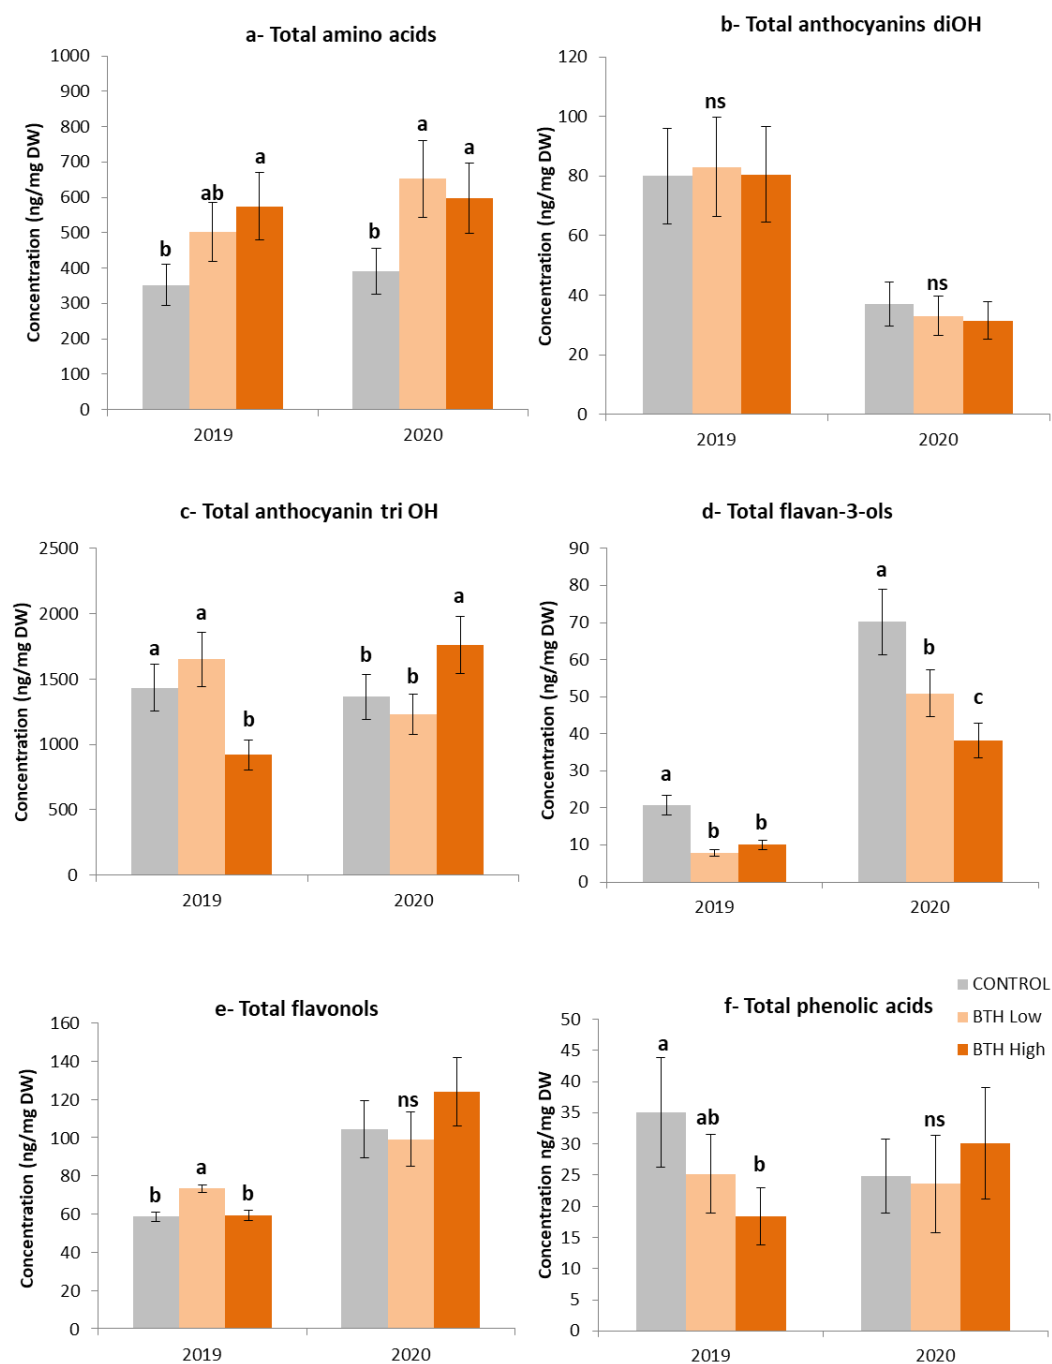 a- Total amino acids
Concentration (ng/mg DW)
1000
900
800
700
600
500
400
300
200
100
0
b
ab
a
b
a
a
2019
2020
b- Total anthocyanins diOH
Concentration (ng/mg DW)
120
100
80
60
40
20
0
ns
ns
2019
2020
c- Total anthocyanin tri OH
Concentration (ng/mg DW)
2500
2000
1500
1000
500
0
a
a
b
b
b
a
2019
2020
d- Total flavan-3-ols
Concentration (ng/mg DW)
90
80
70
60
50
40
30
20
10
0
a
b
b
a
b
c
2019
2020
e- Total flavonols
Concentration (ng/mg DW)
160
140
120
100
80
60
40
20
0
b
a
b
ns
2019
2020
f- Total phenolic acids
Concentration ng/mg DW
50
45
40
35
30
25
20
15
10
5
0
a
ab
b
ns
2019
2020
CONTROL
BTH Low
BTH High